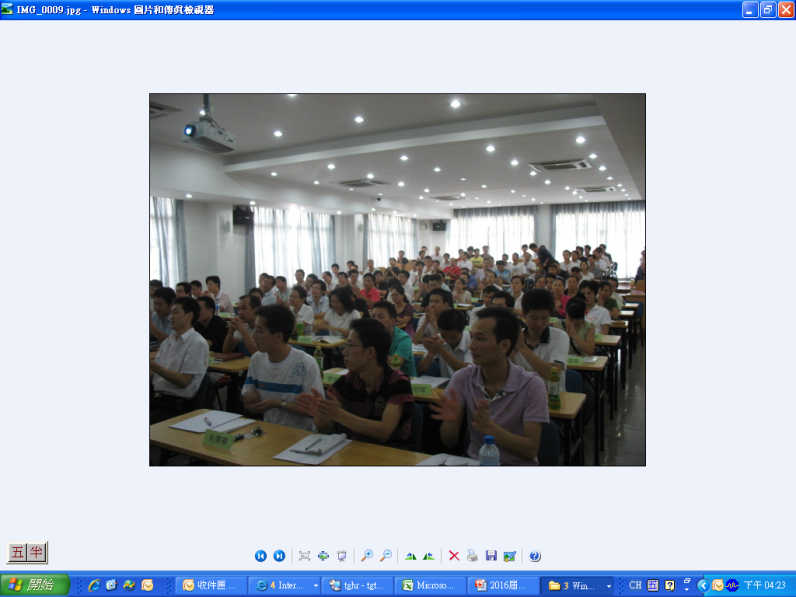 IMG_0009.jpg - Windows 圖片和傳真檢視器
五 半
開始
收件匣 ...
4 Inter...
tghr - tgt...
Microso...
2016屆...
3 Win...
CH
下午 04:23